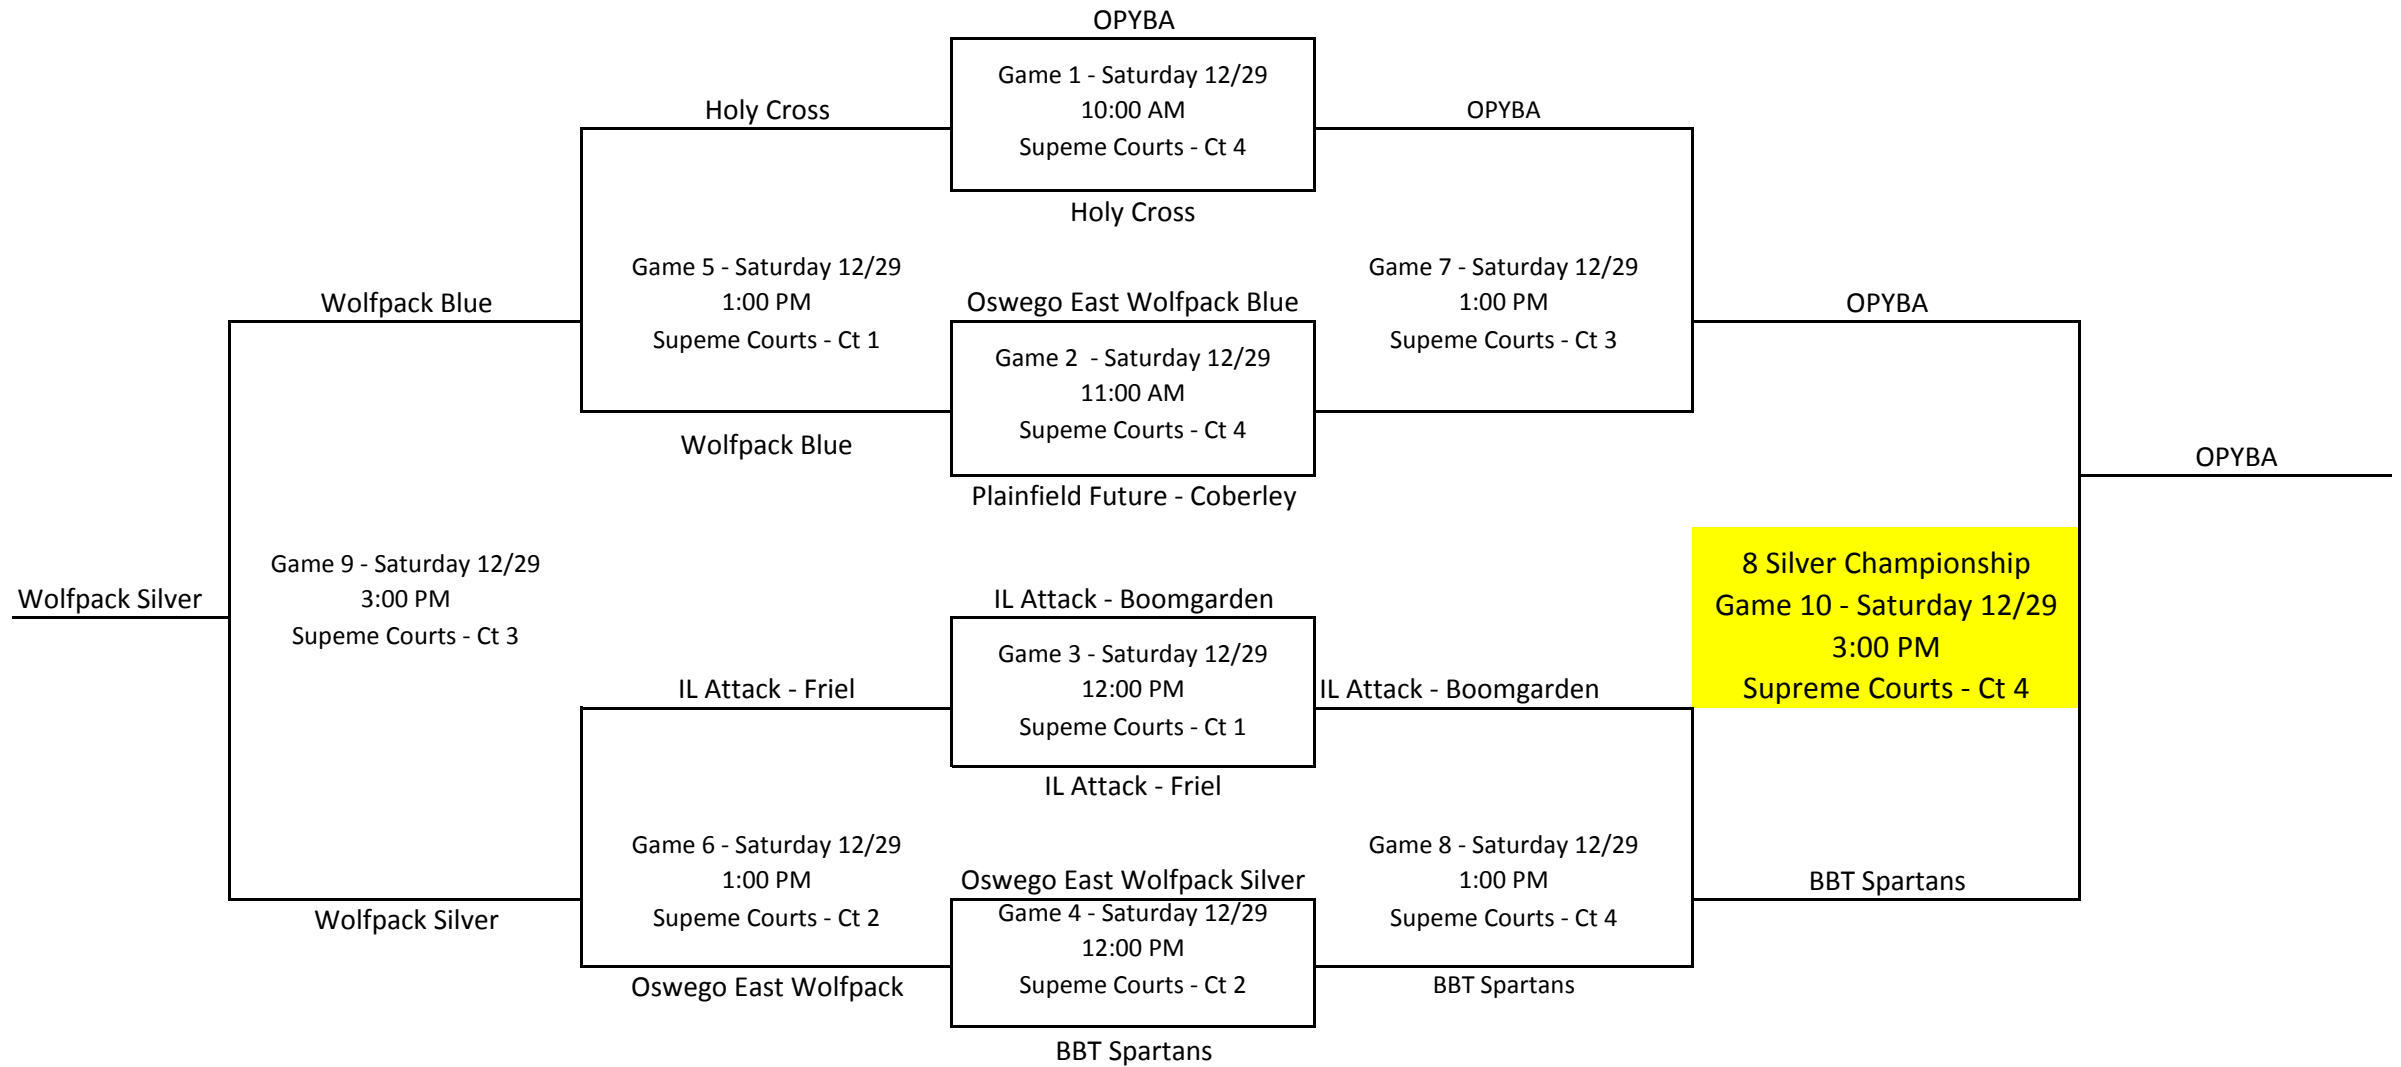 OPYBA
Game 1 - Saturday 12/29
10:00 AM
Supeme Courts - Ct 4
Holy Cross
Holy Cross
OPYBA
Game 5 - Saturday 12/29
1:00 PM
Supeme Courts - Ct 1
Wolfpack Blue
Oswego East Wolfpack Blue
Game 2  - Saturday 12/29
11:00 AM
Supeme Courts - Ct 4
Plainfield Future - Coberley
Wolfpack Blue
Game 7 - Saturday 12/29
1:00 PM
Supeme Courts - Ct 3
OPYBA
OPYBA
Game 9 - Saturday 12/29
3:00 PM
Supeme Courts - Ct 3
Wolfpack Silver
IL Attack - Boomgarden
Game 3 - Saturday 12/29
12:00 PM
Supeme Courts - Ct 1
IL Attack - Friel
IL Attack - Friel
IL Attack - Boomgarden
8 Silver Championship
Game 10 - Saturday 12/29
3:00 PM
Supreme Courts - Ct 4
Game 6 - Saturday 12/29
1:00 PM
Supeme Courts - Ct 2
Wolfpack Silver
Oswego East Wolfpack Silver
Game 4 - Saturday 12/29
12:00 PM
Supeme Courts - Ct 2
BBT Spartans
Oswego East Wolfpack
Game 8 - Saturday 12/29
1:00 PM
Supeme Courts - Ct 4
BBT Spartans
BBT Spartans